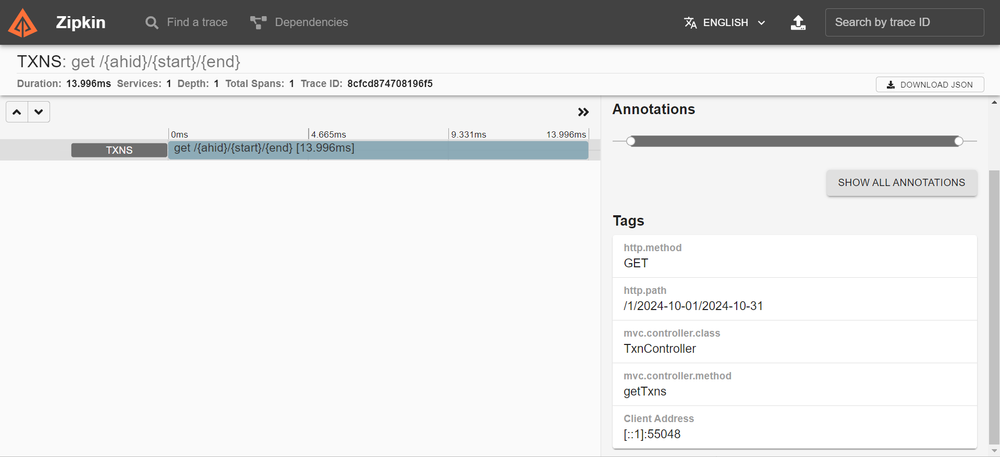 Zipkin Find a trace Dependencies ENGLISH Search by trace ID
TXNS: get /{ahid}/{start}/{end}
Duration: 13.996ms Services: 1 Depth: 1 Total Spans: 1 Trace ID: 8cfcd874708196f5
DOWNLOAD JSON
0ms 4.665ms 9.331ms 13.996ms
TXNS get /{ahid}/{start}/{end} [13.996ms]
Annotations
SHOW ALL ANNOTATIONS
Tags
http.method
GET
http.path
/1/2024-10-01/2024-10-31
mvc.controller.class
TxnController
mvc.controller.method
getTxns
Client Address
[::1]:55048